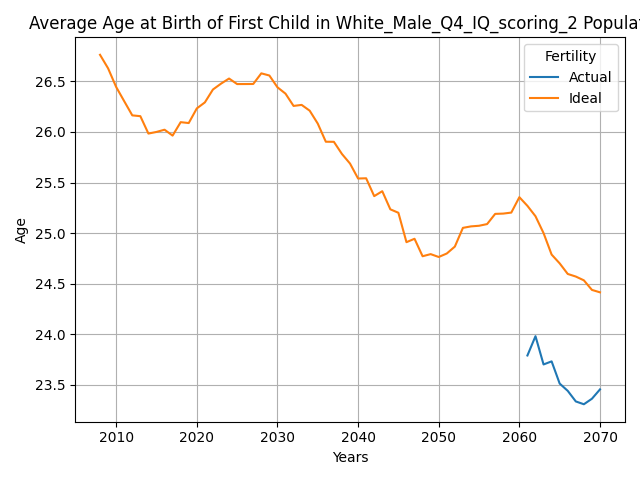 Average Age at Birth of First Child in White_Male_Q4_IQ_scoring_2 Populat
Fertility
Actual
Ideal
26.5
26.0
25.5
25.0
24.5
24.0
23.5
Age
2010 2020 2030 2040 2050 2060 2070
Years